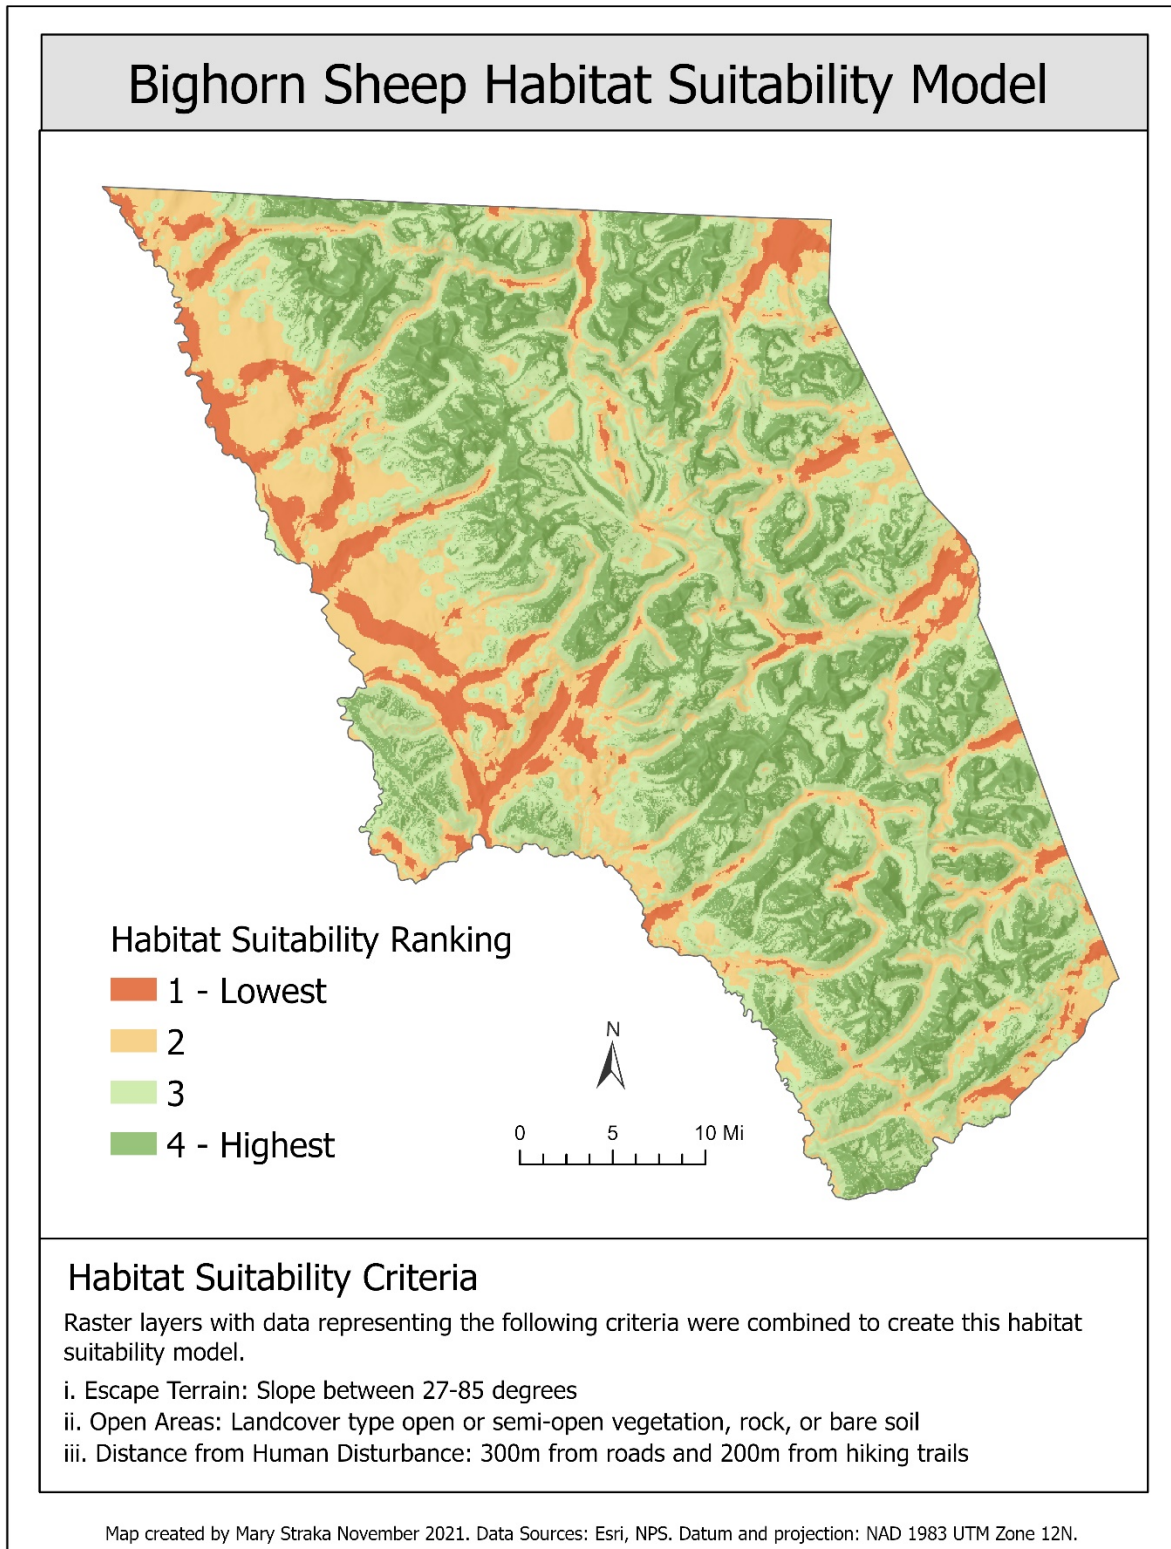 Bighorn Sheep Habitat Suitability Model
Habitat Suitability Ranking
1 - Lowest
2
3
4 - Highest
N
0 5 10 Mi
Habitat Suitability Criteria
Raster layers with data representing the following criteria were combined to create this habitat
suitability model.
i. Escape Terrain: Slope between 27-85 degrees
ii. Open Areas: Landcover type open or semi-open vegetation, rock, or bare soil
iii. Distance from Human Disturbance: 300m from roads and 200m from hiking trails
Map created by Mary Straka November 2021. Data Sources: Esri, NPS. Datum and projection: NAD 1983 UTM Zone 12N.